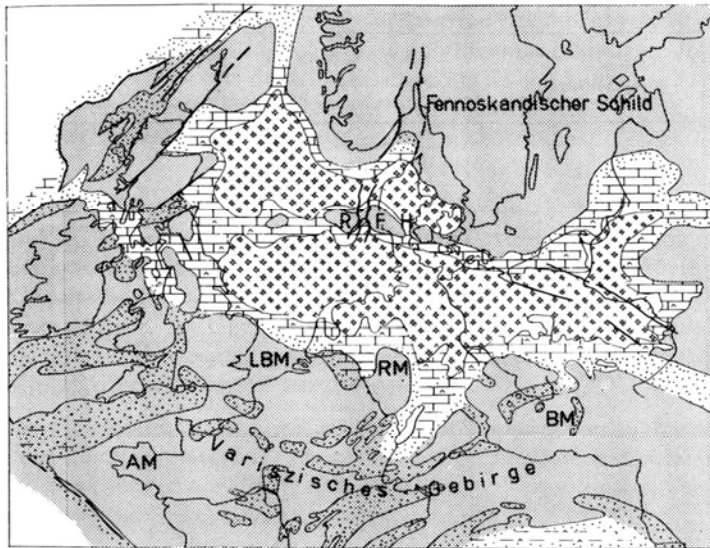 Fennoskandischer Schild
R F H
LBM
RM
BM
AM
Variszisches Gebirge